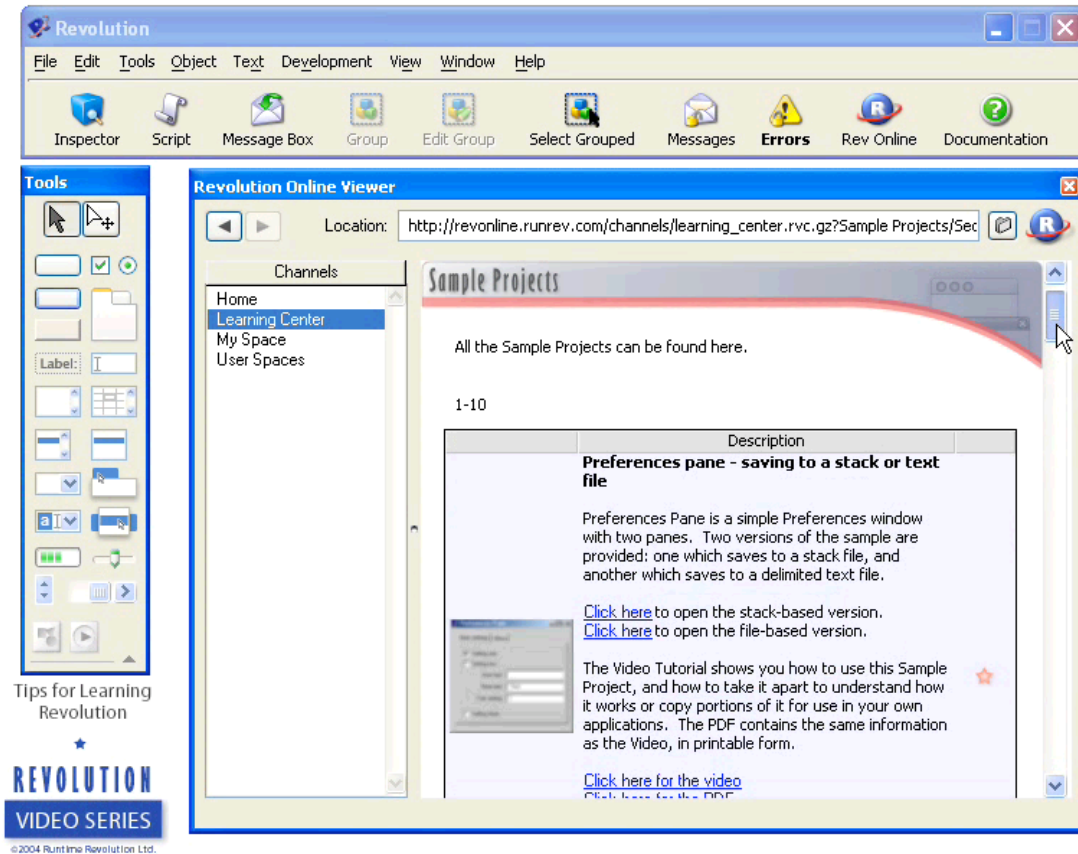 Revolution
File Edit Tools Object Text Development View Window Help
Inspector Script Message Box Group Edit Group Select Grouped Messages Errors Rev Online Documentation
Tools
Label:
Revolution Online Viewer
Location: http://revonline.runrev.com/channels/learning_center.rvc.gz?Sample Projects/Sec
Channels
Home
Learning Center
My Space
User Spaces
Sample Projects
All the Sample Projects can be found here.
1-10
Description
Preferences pane - saving to a stack or text
file
Preferences Pane is a simple Preferences window
with two panes. Two versions of the sample are
provided: one which saves to a stack file, and
another which saves to a delimited text file.
Click here to open the stack-based version.
Click here to open the file-based version.
The Video Tutorial shows you how to use this Sample
Project, and how to take it apart to understand how
it works or copy portions of it for use in your own
applications. The PDF contains the same information
as the Video, in printable form.
Click here for the video
Click here for the PDF
Tips for Learning
Revolution
REVOLUTION
VIDEO SERIES
©2004 Runtime Revolution Ltd.